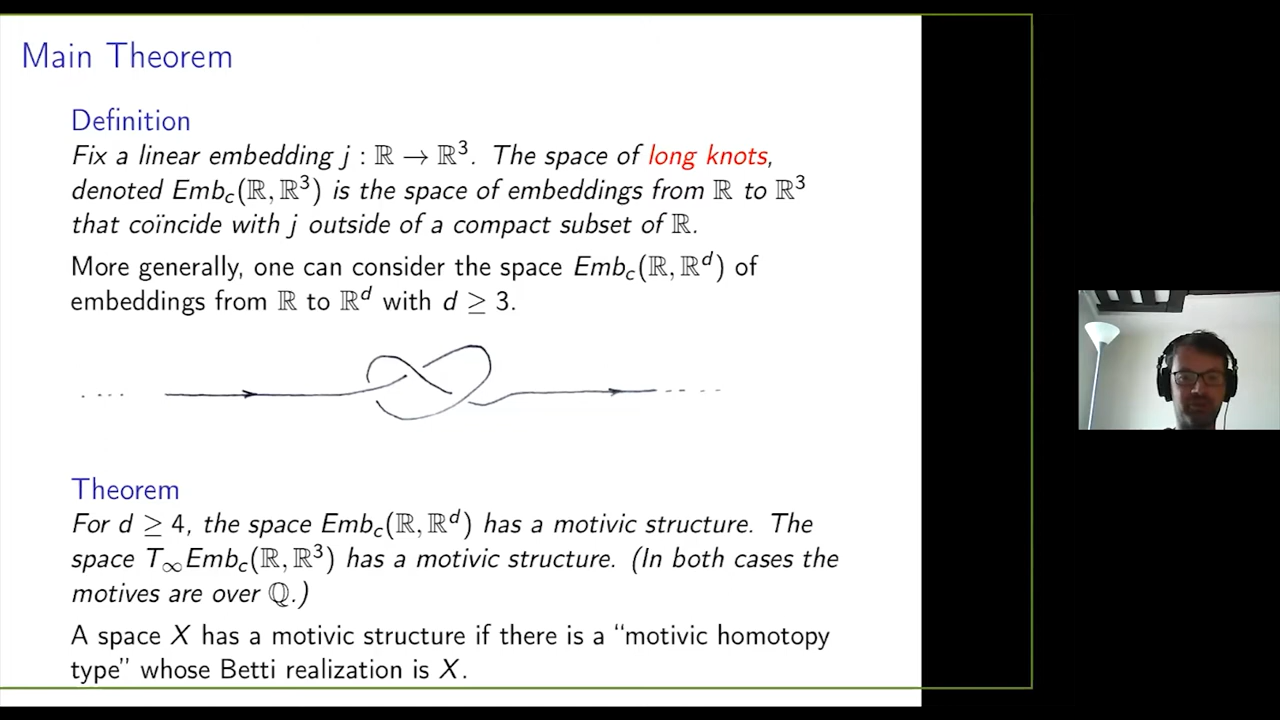 Main Theorem
Definition
Fix a linear embedding j : ℝ → ℝ³. The space of long knots,
denoted Emb_c(ℝ, ℝ³) is the space of embeddings from ℝ to ℝ³
that coïncide with j outside of a compact subset of ℝ.
More generally, one can consider the space Emb_c(ℝ, ℝ^d) of
embeddings from ℝ to ℝ^d with d ≥ 3.
Theorem
For d ≥ 4, the space Emb_c(ℝ, ℝ^d) has a motivic structure. The
space T_∞Emb_c(ℝ, ℝ³) has a motivic structure. (In both cases the
motives are over ℚ.)
A space X has a motivic structure if there is a “motivic homotopy
type” whose Betti realization is X.